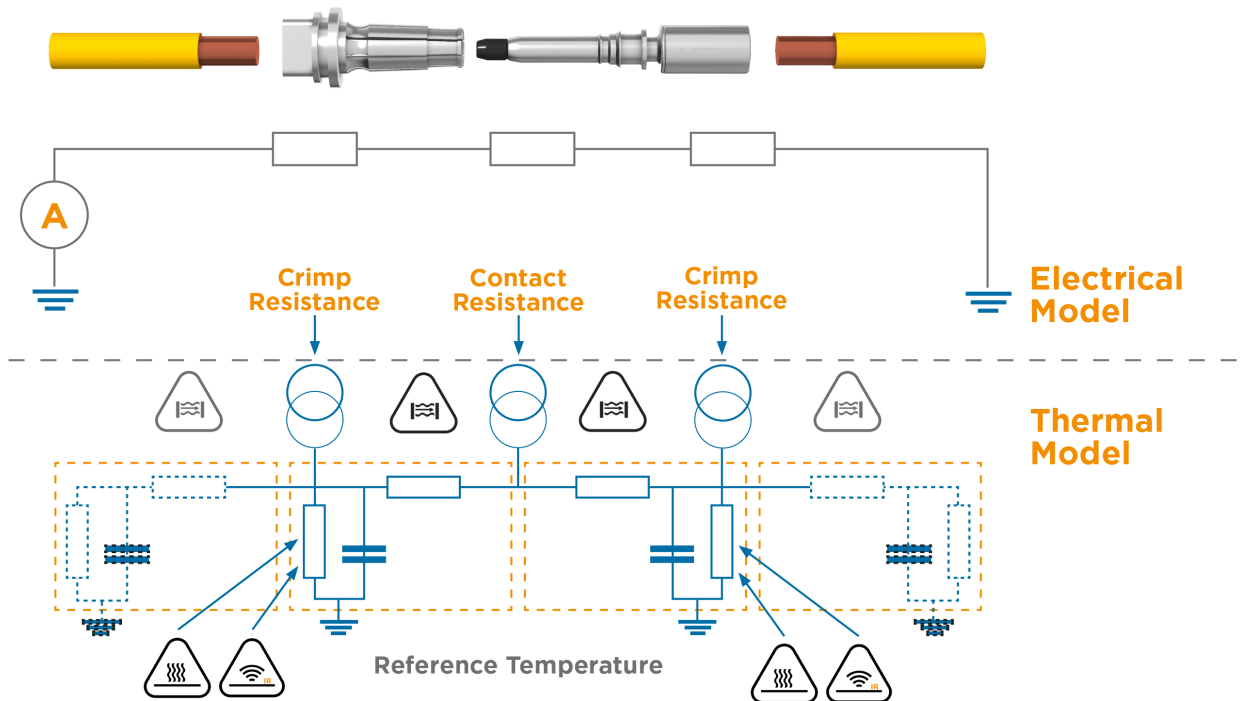 A
Crimp
Resistance
Contact
Resistance
Crimp
Resistance
Electrical
Model
Thermal
Model
IR
Reference Temperature
IR